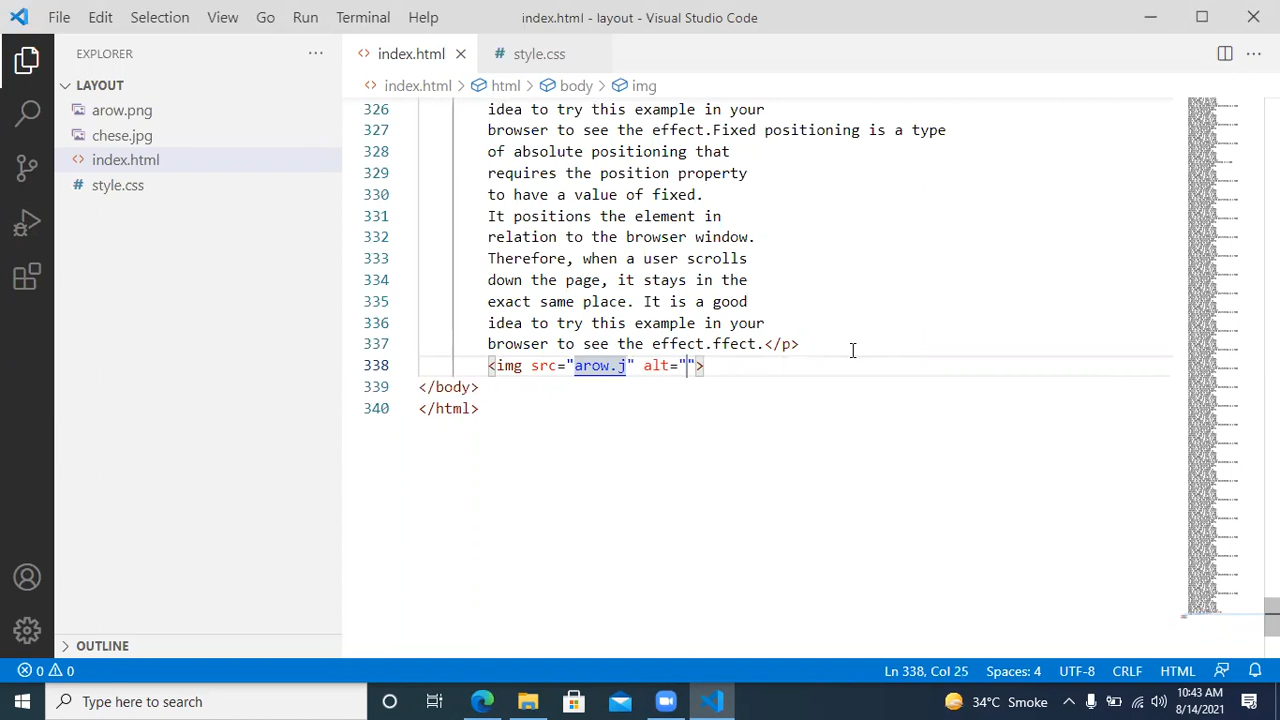 File Edit Selection View Go Run Terminal Help index.html - layout - Visual Studio Code
EXPLORER
index.html
style.css
LAYOUT
index.html > html > body > img
arow.png
chese.jpg
index.html
style.css
326 idea to try this example in your
327 browser to see the effect.Fixed positioning is a type
328 of absolute positioning that
329 requires the position property
330 to have a value of fixed.
331 It positions the element in
332 relation to the browser window.
333 Therefore, when a user scrolls
334 down the page, it stays in the
335 exact same place. It is a good
336 idea to try this example in your
337 browser to see the effect.ffect.</p>
338 <img src="arow.j" alt="">
339 </body>
340 </html>
OUTLINE
0 0
Ln 338, Col 25 Spaces: 4 UTF-8 CRLF HTML
Type here to search
34°C Smoke
10:43 AM
8/14/2021